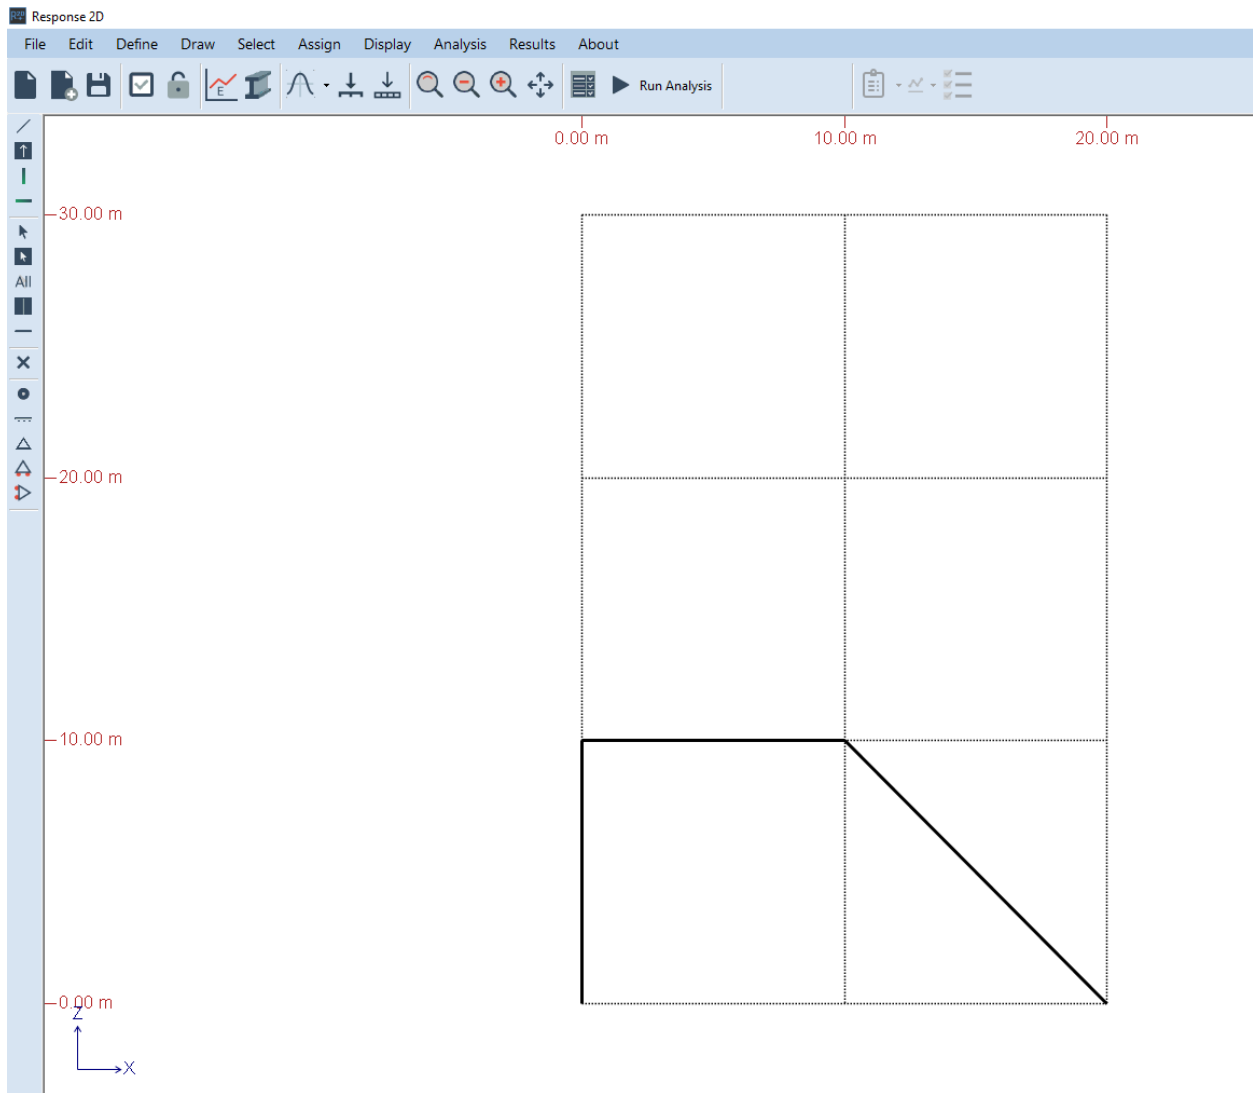 Response 2D
File Edit Define Draw Select Assign Display Analysis Results About
E Run Analysis
0.00 m 10.00 m 20.00 m
30.00 m
All
20.00 m
10.00 m
0.00 m
Z
X